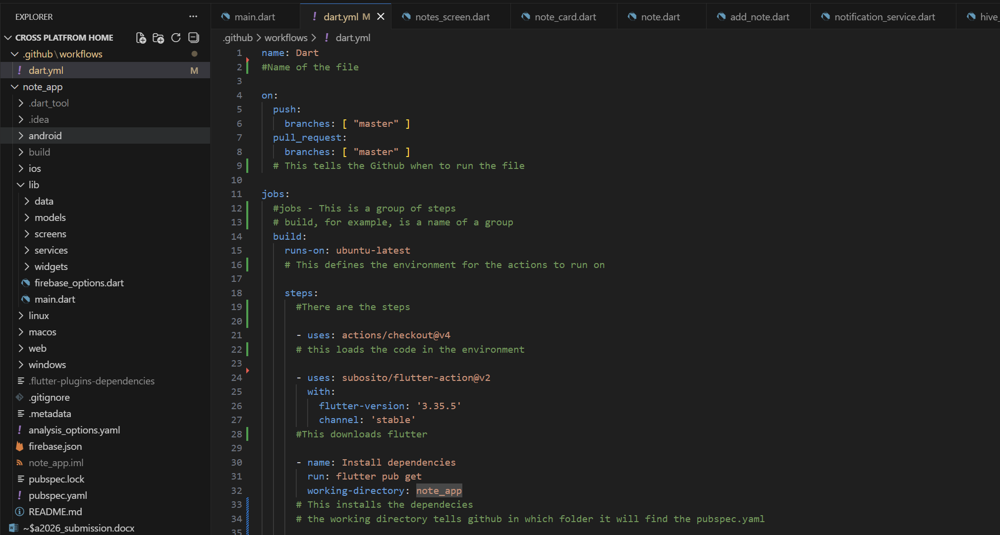 EXPLORER
CROSS PLATFROM HOME
.github\workflows
! dart.yml M
note_app
.dart_tool
.idea
android
build
ios
lib
data
models
screens
services
widgets
firebase_options.dart
main.dart
linux
macos
web
windows
.flutter-plugins-dependencies
.gitignore
.metadata
! analysis_options.yaml
firebase.json
note_app.iml
pubspec.lock
! pubspec.yaml
README.md
~$a2026_submission.docx
main.dart ! dart.yml M notes_screen.dart note_card.dart note.dart add_note.dart notification_service.dart hive_
.github > workflows > ! dart.yml
1 name: Dart
2 #Name of the file
3
4 on:
5 push:
6 branches: [ "master" ]
7 pull_request:
8 branches: [ "master" ]
9 # This tells the Github when to run the file
10
11 jobs:
12 #jobs - This is a group of steps
13 # build, for example, is a name of a group
14 build:
15 runs-on: ubuntu-latest
16 # This defines the environment for the actions to run on
17
18 steps:
19 #There are the steps
20
21 - uses: actions/checkout@v4
22 # this loads the code in the environment
23
24 - uses: subosito/flutter-action@v2
25 with:
26 flutter-version: '3.35.5'
27 channel: 'stable'
28 #This downloads flutter
29
30 - name: Install dependencies
31 run: flutter pub get
32 working-directory: note_app
33 # This installs the dependecies
34 # the working directory tells github in which folder it will find the pubspec.yaml
35